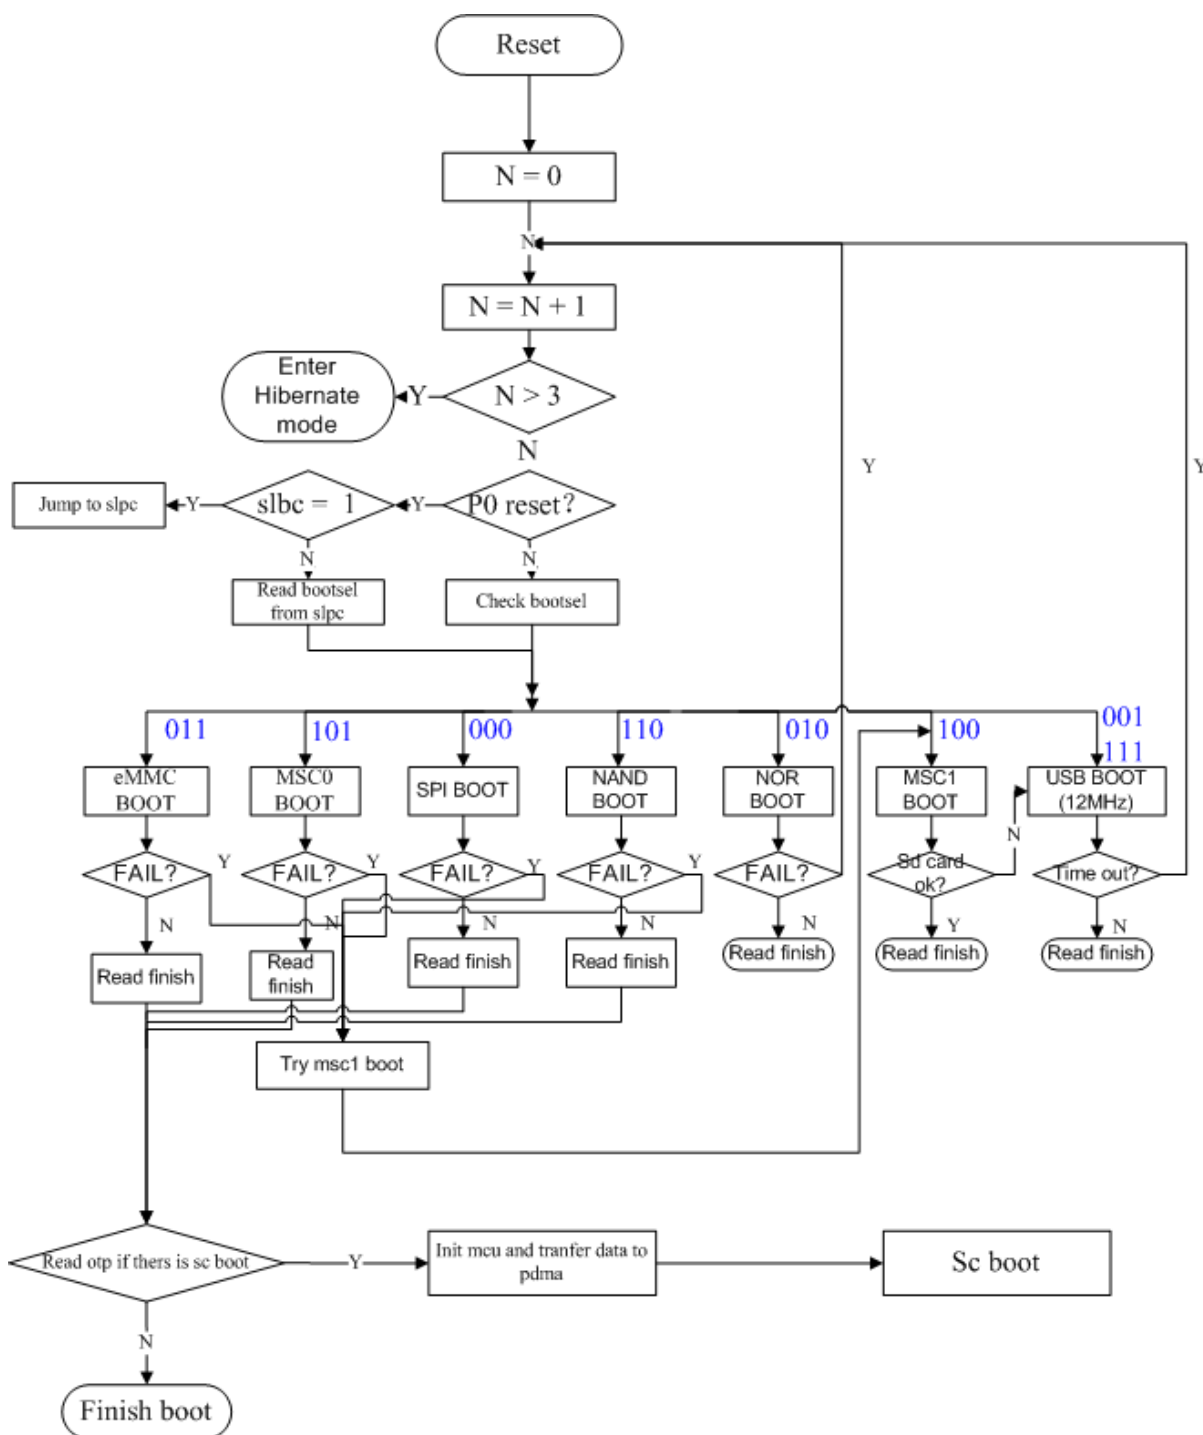 Reset
N = 0
N
N = N + 1
Enter
Hibernate
mode
Y
N > 3
N
Y
Y
Jump to slpc
Y
slbc = 1
Y
P0 reset?
N
N
Read bootsel
from slpc
Check bootsel
011
101
000
110
010
100
001
111
eMMC
BOOT
MSC0
BOOT
SPI BOOT
NAND
BOOT
NOR
BOOT
MSC1
BOOT
USB BOOT
(12MHz)
N
FAIL?
Y
FAIL?
Y
FAIL?
Y
FAIL?
Y
FAIL?
Sd card
ok?
Time out?
N
N
N
N
N
Y
N
Read finish
Read
finish
Read finish
Read finish
Read finish
Read finish
Read finish
Try msc1 boot
Read otp if thers is sc boot
Y
Init mcu and tranfer data to
pdma
Sc boot
N
Finish boot